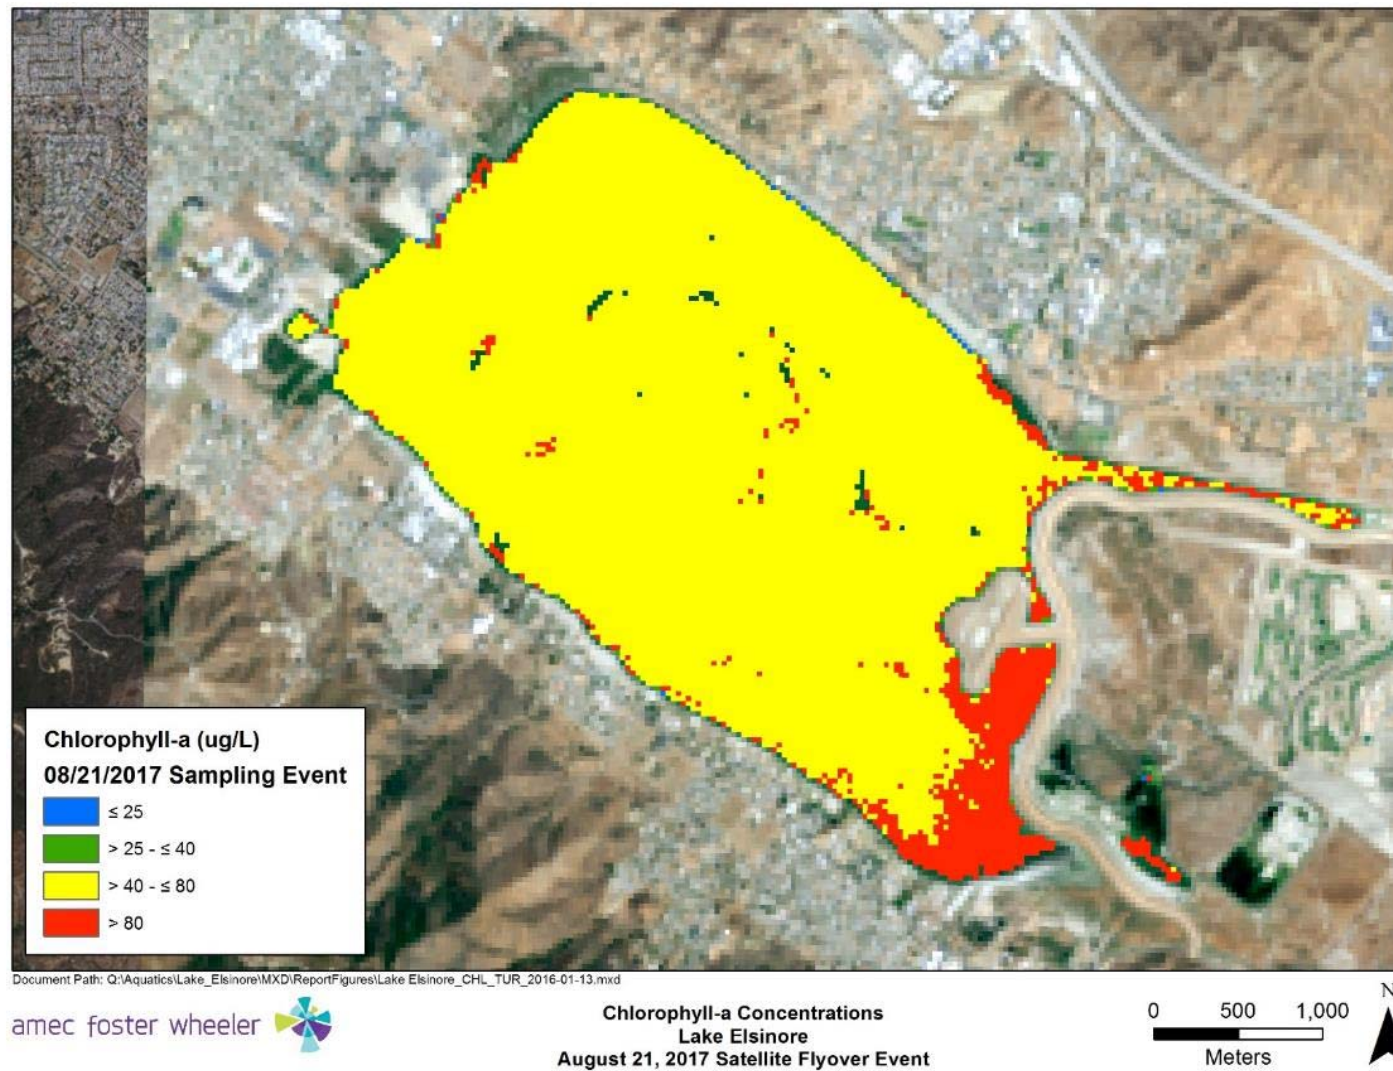 Chlorophyll-a (ug/L)
08/21/2017 Sampling Event
≤ 25
> 25 - ≤ 40
> 40 - ≤ 80
> 80
Document Path: Q:\Aquatics\Lake_Elsinore\MXD\ReportFigures\Lake Elsinore_CHL_TUR_2016-01-13.mxd
amec foster wheeler
Chlorophyll-a Concentrations
Lake Elsinore
August 21, 2017 Satellite Flyover Event
0 500 1,000
Meters
N